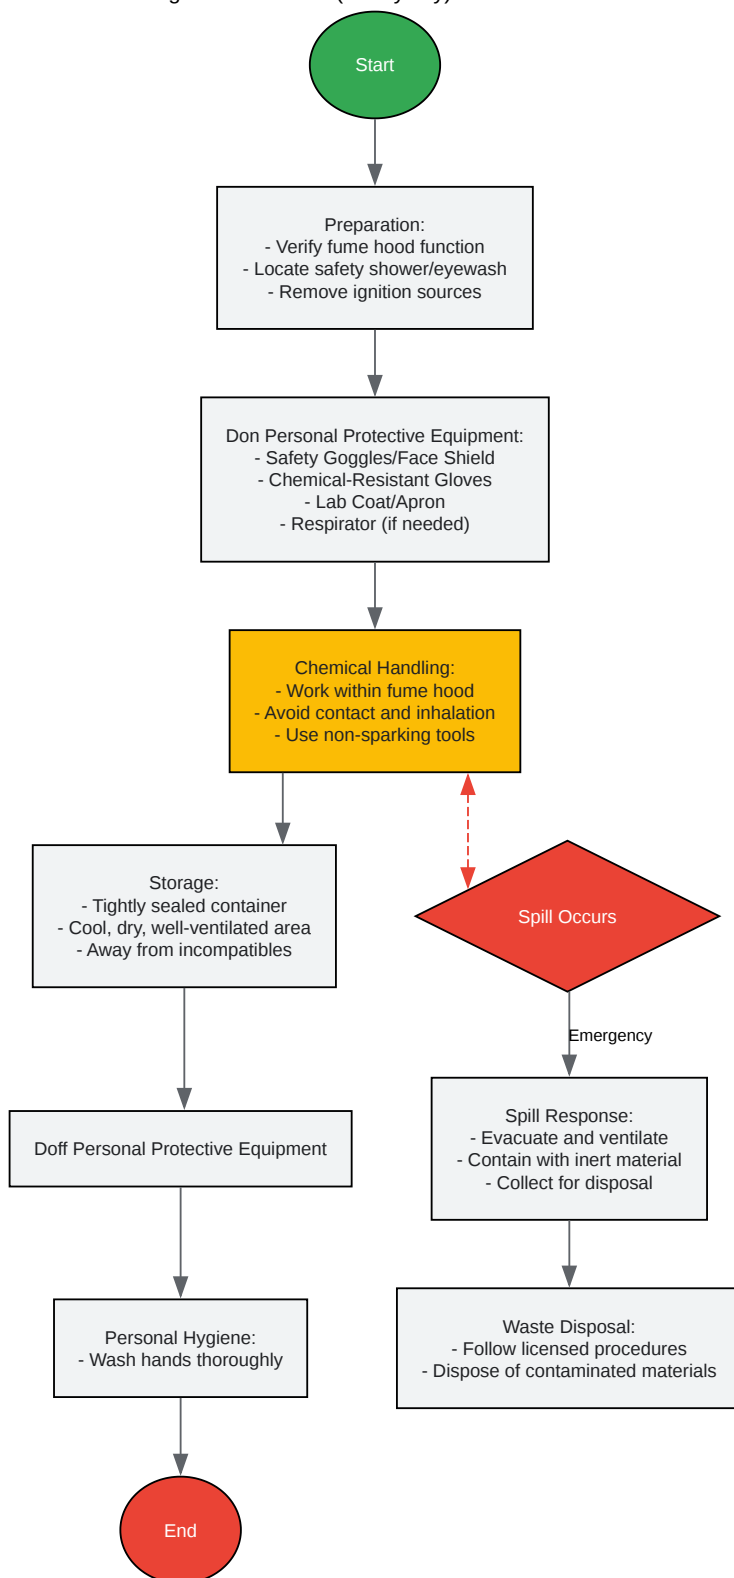 Start
Preparation:
- Verify fume hood function
- Locate safety shower/eyewash
- Remove ignition sources
Don Personal Protective Equipment:
- Safety Goggles/Face Shield
- Chemical-Resistant Gloves
- Lab Coat/Apron
- Respirator (if needed)
Chemical Handling:
- Work within fume hood
- Avoid contact and inhalation
- Use non-sparking tools
Storage:
- Tightly sealed container
- Cool, dry, well-ventilated area
- Away from incompatibles
Spill Occurs
Emergency
Spill Response:
- Evacuate and ventilate
- Contain with inert material
- Collect for disposal
Doff Personal Protective Equipment
Waste Disposal:
- Follow licensed procedures
- Dispose of contaminated materials
Personal Hygiene:
- Wash hands thoroughly
End